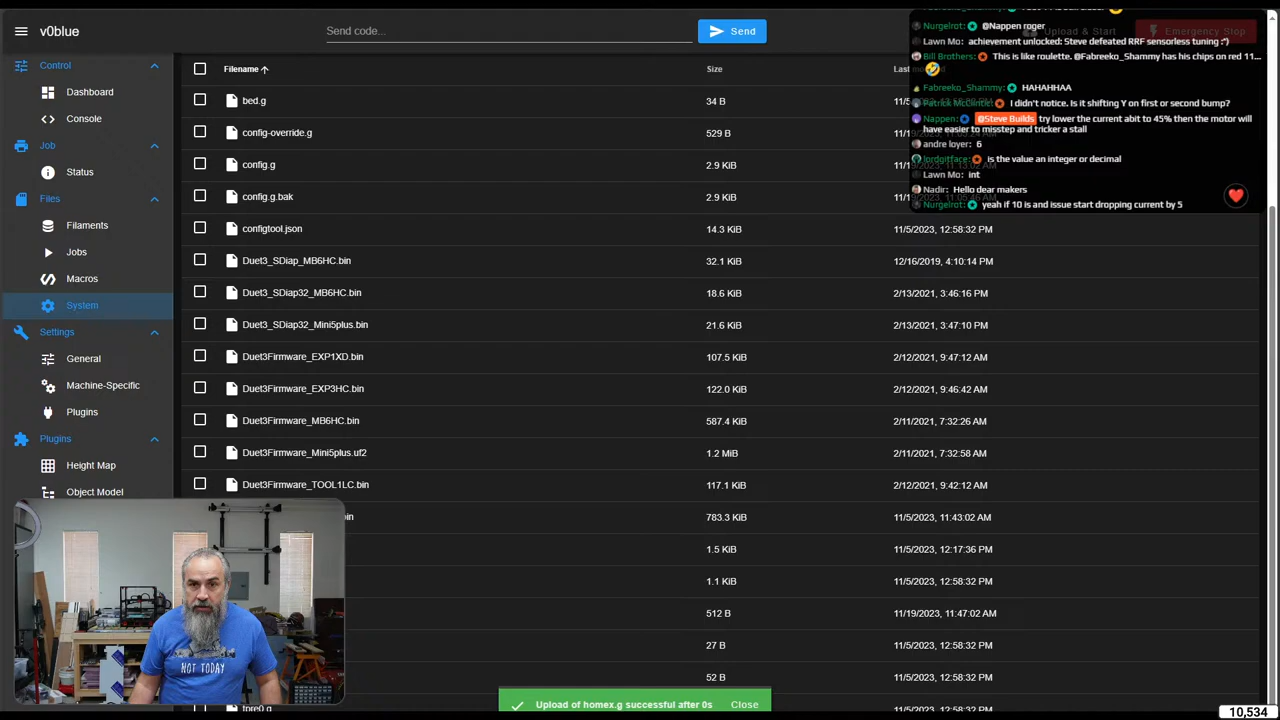 v0blue
Send code...
Send
Upload & Start
Emergency Stop
Nurgelrot: @Nappen roger
Lawn Mo: achievement unlocked: Steve defeated RRF sensorless tuning :")
Bill Brothers: This is like roulette. @Fabreeko_Shammy has his chips on red 11...
Fabreeko_Shammy: HAHAHHAA
I didn't notice. Is it shifting Y on first or second bump?
Nappen: @Steve Builds try lower the current abit to 45% then the motor will
have easier to misstep and tricker a stall
andre loyer: 6
lordgitface: is the value an integer or decimal
Lawn Mo: int
Nadir: Hello dear makers
Nurgelrot: yeah if 10 is and issue start dropping current by 5
Control
Dashboard
Console
Job
Status
Files
Filaments
Jobs
Macros
System
Settings
General
Machine-Specific
Plugins
Plugins
Height Map
Object Model
Filename
Size
bed.g
34 B
config-override.g
529 B
config.g
2.9 KiB
config.g.bak
2.9 KiB
configtool.json
14.3 KiB
11/5/2023, 12:58:32 PM
Duet3_SDiap_MB6HC.bin
32.1 KiB
12/16/2019, 4:10:14 PM
Duet3_SDiap32_MB6HC.bin
18.6 KiB
2/13/2021, 3:46:16 PM
Duet3_SDiap32_Mini5plus.bin
21.6 KiB
2/13/2021, 3:47:10 PM
Duet3Firmware_EXP1XD.bin
107.5 KiB
2/12/2021, 9:47:12 AM
Duet3Firmware_EXP3HC.bin
122.0 KiB
2/12/2021, 9:46:42 AM
Duet3Firmware_MB6HC.bin
587.4 KiB
2/11/2021, 7:32:26 AM
Duet3Firmware_Mini5plus.uf2
1.2 MiB
2/11/2021, 7:32:58 AM
Duet3Firmware_TOOL1LC.bin
117.1 KiB
2/12/2021, 9:42:12 AM
783.3 KiB
11/5/2023, 11:43:02 AM
1.5 KiB
11/5/2023, 12:17:36 PM
1.1 KiB
11/5/2023, 12:58:32 PM
512 B
11/19/2023, 11:47:02 AM
27 B
11/5/2023, 12:58:32 PM
52 B
11/5/2023, 12:58:32 PM
NOT TODAY
Upload of homex.g successful after 0s
Close
10,534